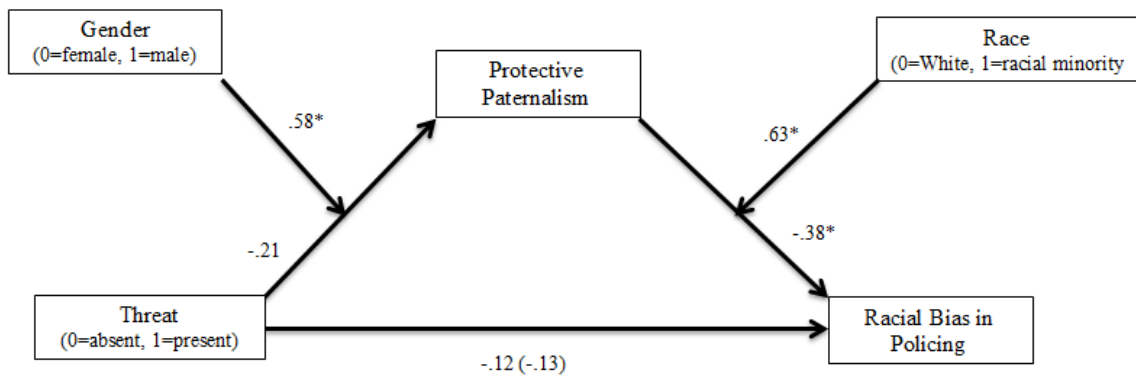 Gender
(0=female, 1=male)
Race
(0=White, 1=racial minority
Protective
Paternalism
.58*
.63*
-.21
-.38*
Threat
(0=absent, 1=present)
Racial Bias in
Policing
-.12 (-.13)